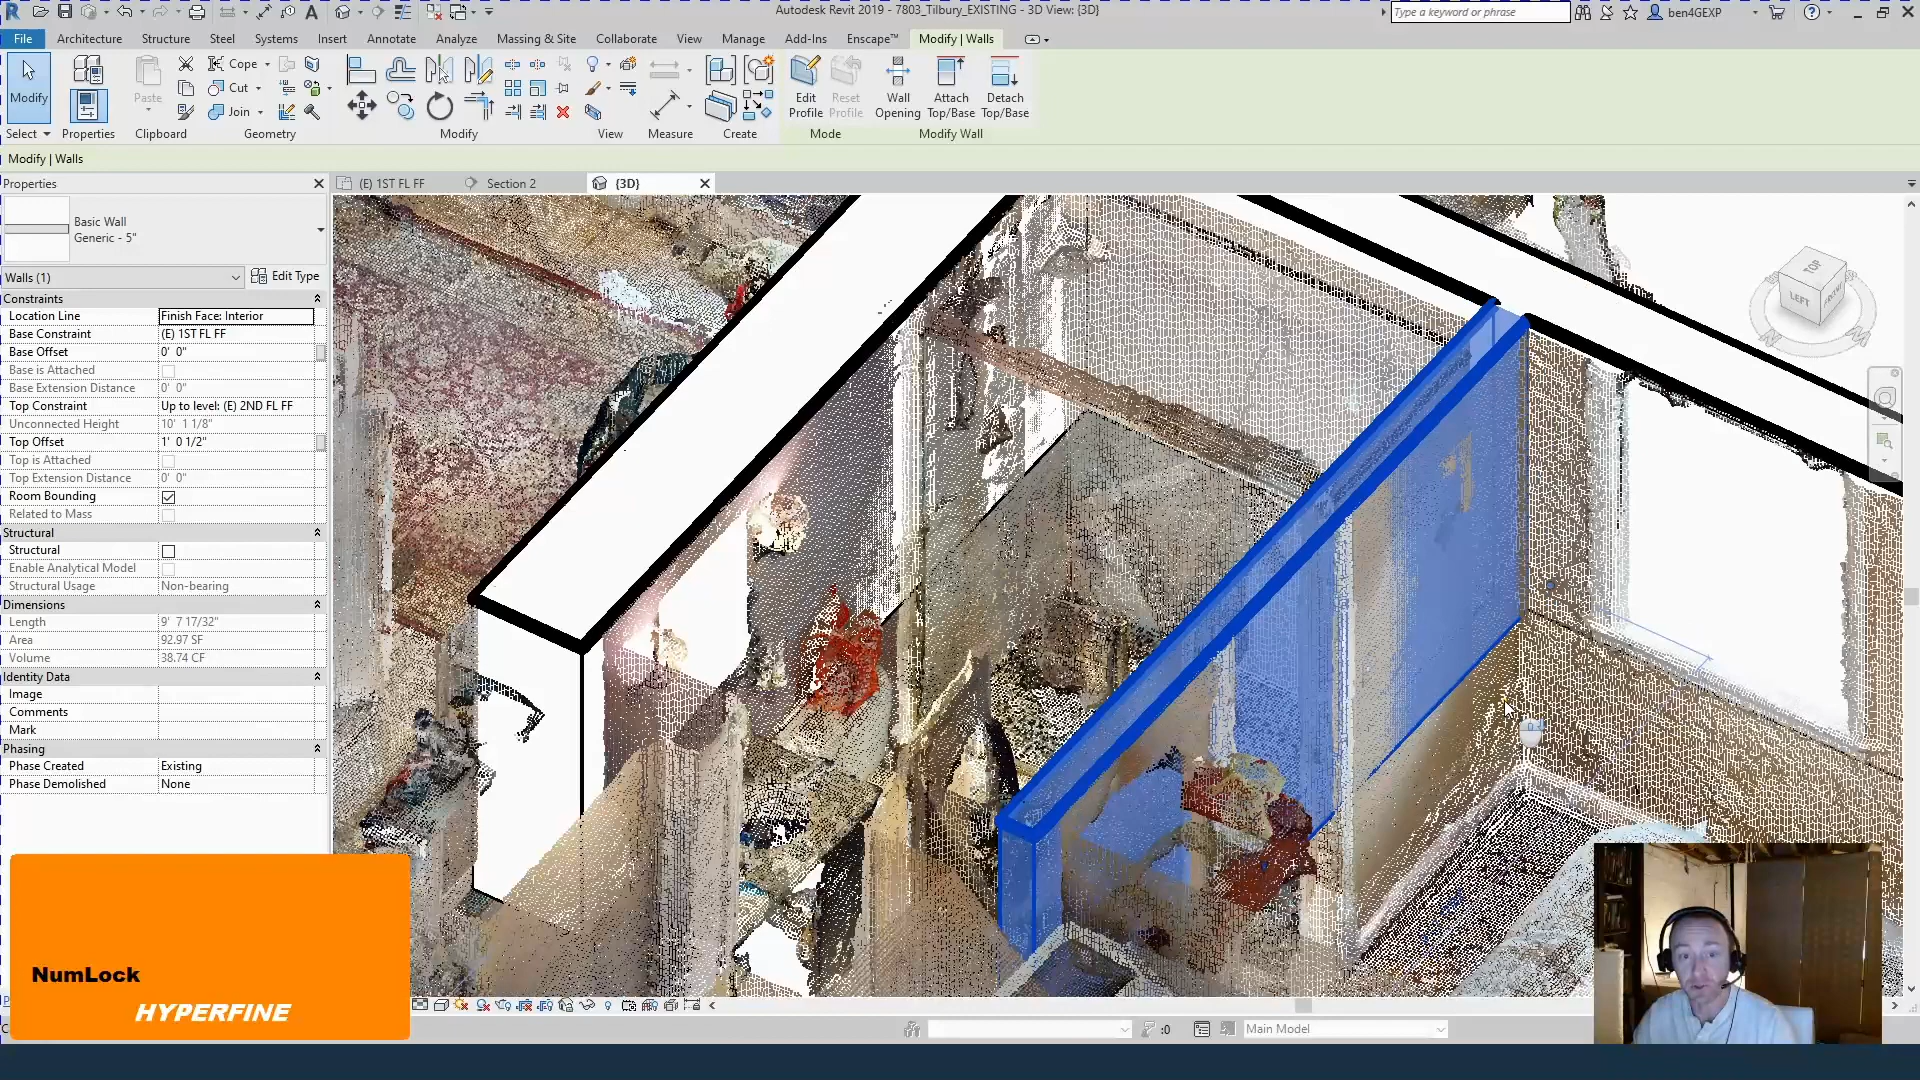 Autodesk Revit 2019 - 7803_Tilbury_EXISTING - 3D View: {3D}
Type a keyword or phrase
ben4GEXP
File
Architecture
Structure
Steel
Systems
Insert
Annotate
Analyze
Massing & Site
Collaborate
View
Manage
Add-Ins
Enscape™
Modify | Walls
Modify
Properties
Paste
Cope
Cut
Join
Edit Profile
Reset Profile
Wall Opening
Attach Top/Base
Detach Top/Base
Select
Properties
Clipboard
Geometry
Modify
View
Measure
Create
Mode
Modify Wall
Modify | Walls
Properties
(E) 1ST FL FF
Section 2
{3D}
Basic Wall
Generic - 5"
Walls (1)
Edit Type
Constraints
Location Line Finish Face: Interior
Base Constraint (E) 1ST FL FF
Base Offset 0' 0"
Base is Attached
Base Extension Distance 0' 0"
Top Constraint Up to level: (E) 2ND FL FF
Unconnected Height 10' 1 1/8"
Top Offset 1' 0 1/2"
Top is Attached
Top Extension Distance 0' 0"
Room Bounding
Related to Mass
Structural
Structural
Enable Analytical Model
Structural Usage Non-bearing
Dimensions
Length 9' 7 17/32"
Area 92.97 SF
Volume 38.74 CF
Identity Data
Image
Comments
Mark
Phasing
Phase Created Existing
Phase Demolished None
TOP
LEFT
FRONT
NumLock
HYPERFINE
:0
Main Model